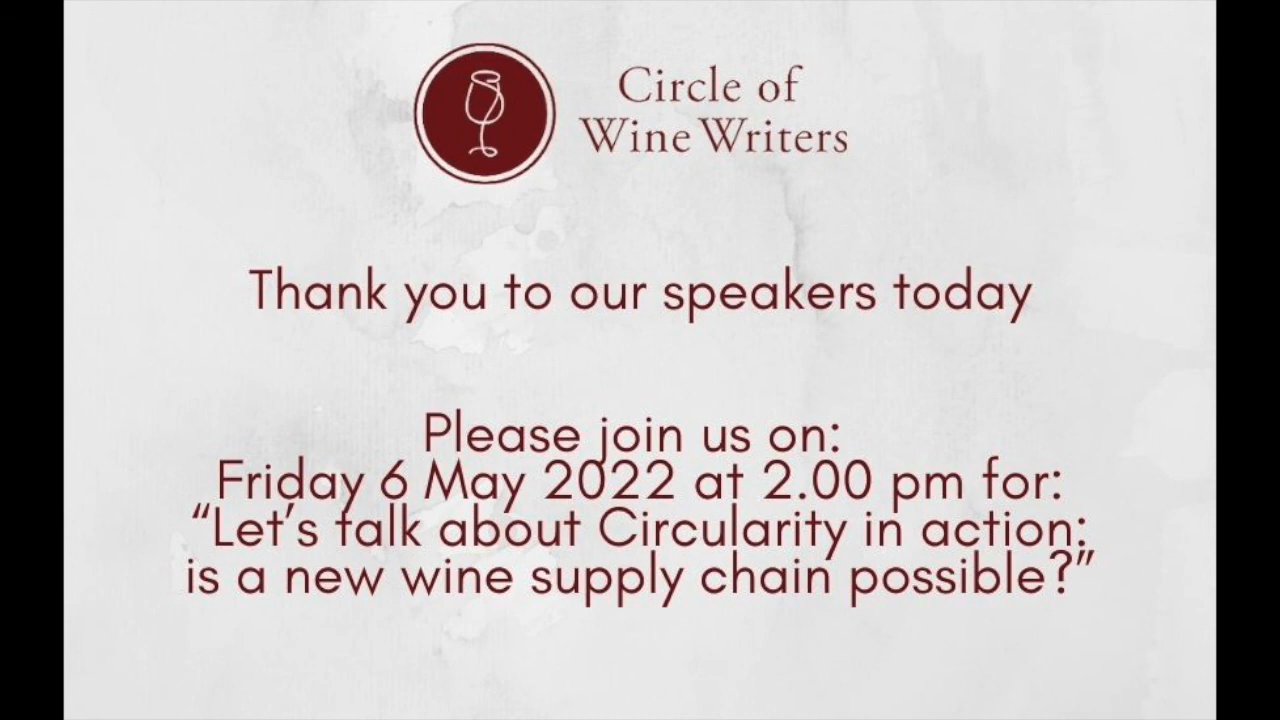 Circle of
Wine Writers
Thank you to our speakers today
Please join us on:
Friday 6 May 2022 at 2.00 pm for:
“Let’s talk about Circularity in action:
is a new wine supply chain possible?”